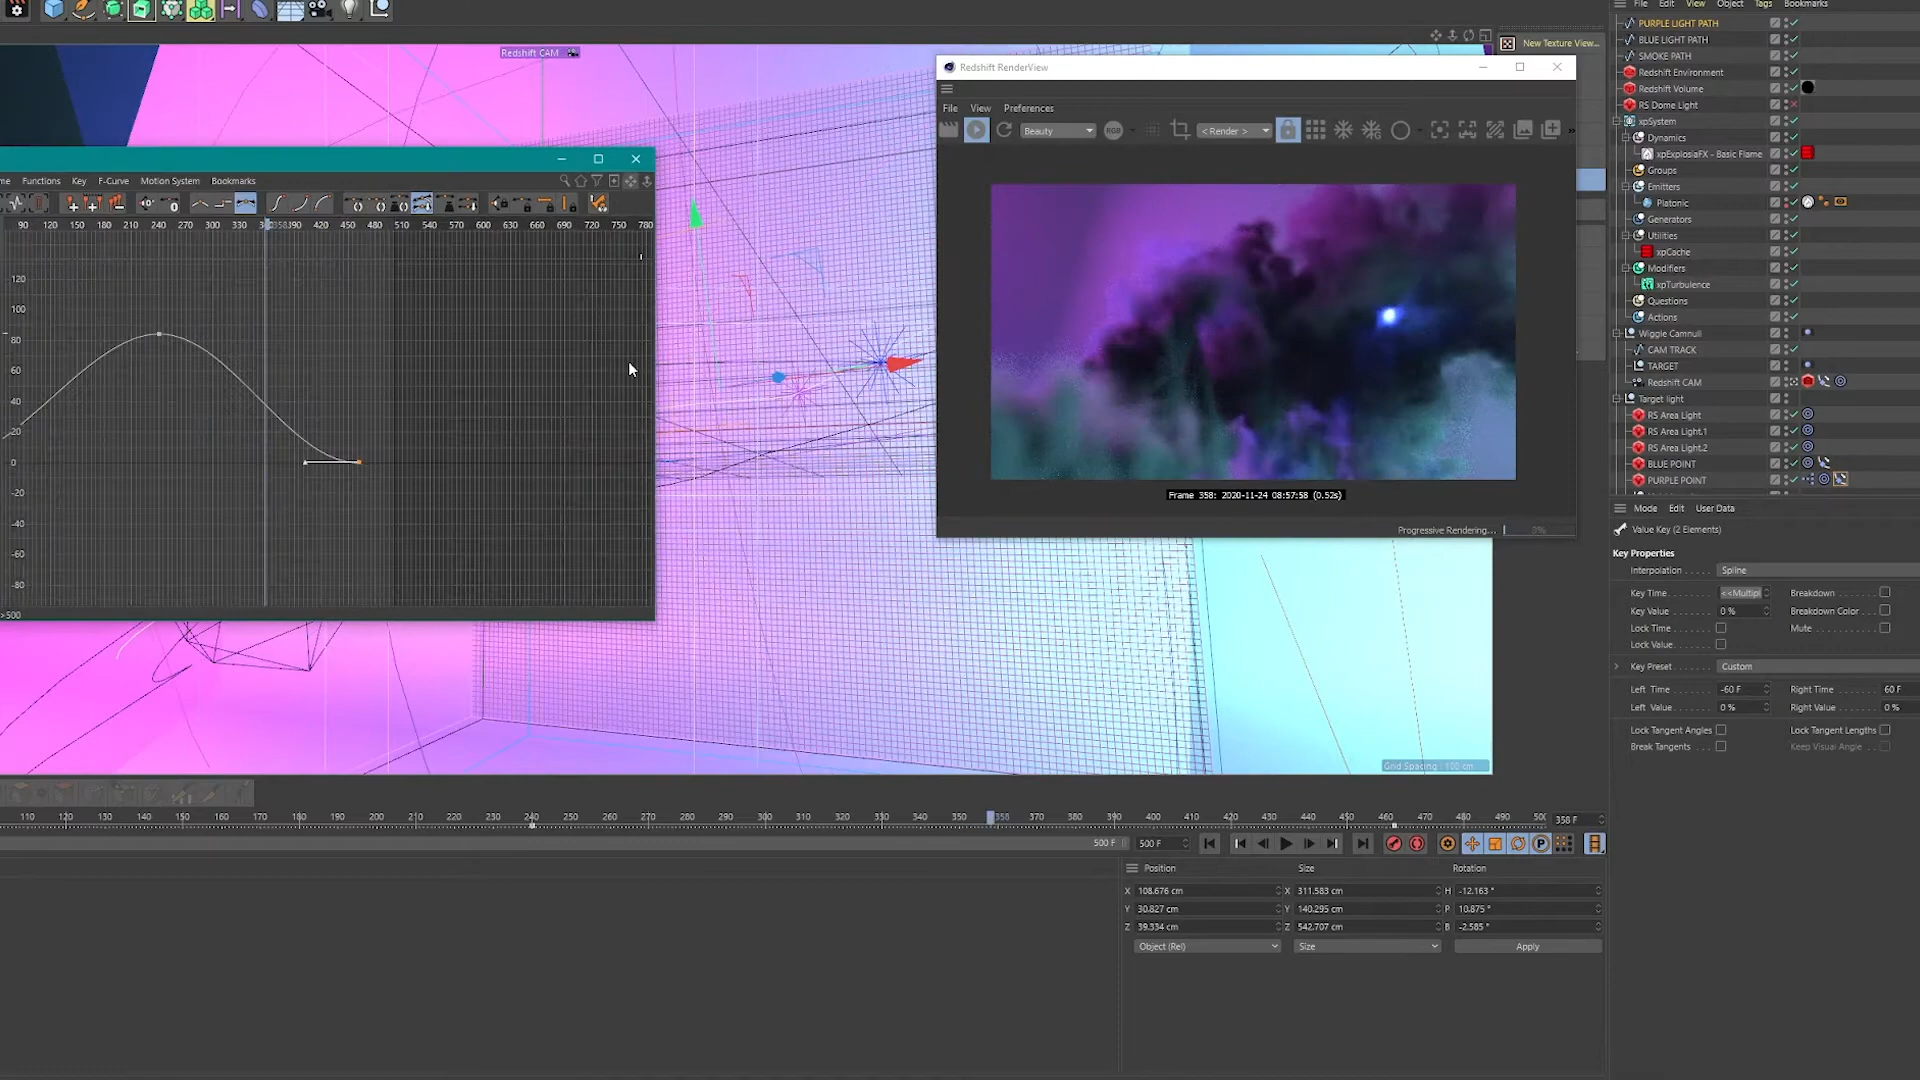 File Edit View Object Tags Bookmarks
Redshift CAM
New Texture View...
Redshift RenderView
File View Preferences
Beauty
RGB
< Render >
Frame 358: 2020-11-24 08:57:58 (0.52s)
Progressive Rendering... 0%
Functions Key F-Curve Motion System Bookmarks
90 120 150 180 210 240 270 300 330 358 390 420 450 480 510 540 570 600 630 660 690 720 750 780
120
100
80
60
40
20
0
-20
-40
-60
-80
>500
Grid Spacing : 100 cm
PURPLE LIGHT PATH
BLUE LIGHT PATH
SMOKE PATH
Redshift Environment
Redshift Volume
RS Dome Light
xpSystem
Dynamics
xpExplosiaFX - Basic Flame
Groups
Emitters
Platonic
Generators
Utilities
xpCache
Modifiers
xpTurbulence
Questions
Actions
Wiggle Camnull
CAM TRACK
TARGET
Redshift CAM
Target light
RS Area Light
RS Area Light.1
RS Area Light.2
BLUE POINT
PURPLE POINT
Mode Edit User Data
Value Key (2 Elements)
Key Properties
Interpolation Spline
Key Time <<Multipl Breakdown
Key Value 0 % Breakdown Color
Lock Time Mute
Lock Value
Key Preset Custom
Left Time -60 F Right Time 60 F
Left Value 0 % Right Value 0 %
Lock Tangent Angles Lock Tangent Lengths
Break Tangents Keep Visual Angle
110 120 130 140 150 160 170 180 190 200 210 220 230 240 250 260 270 280 290 300 310 320 330 340 350 358 370 380 390 400 410 420 430 440 450 460 470 480 490 500 358 F
500 F 500 F
P
Position Size Rotation
X 108.676 cm X 311.583 cm H -12.163 °
Y 30.827 cm Y 140.295 cm P 10.875 °
Z 39.334 cm Z 542.707 cm B -2.585 °
Object (Rel) Size Apply